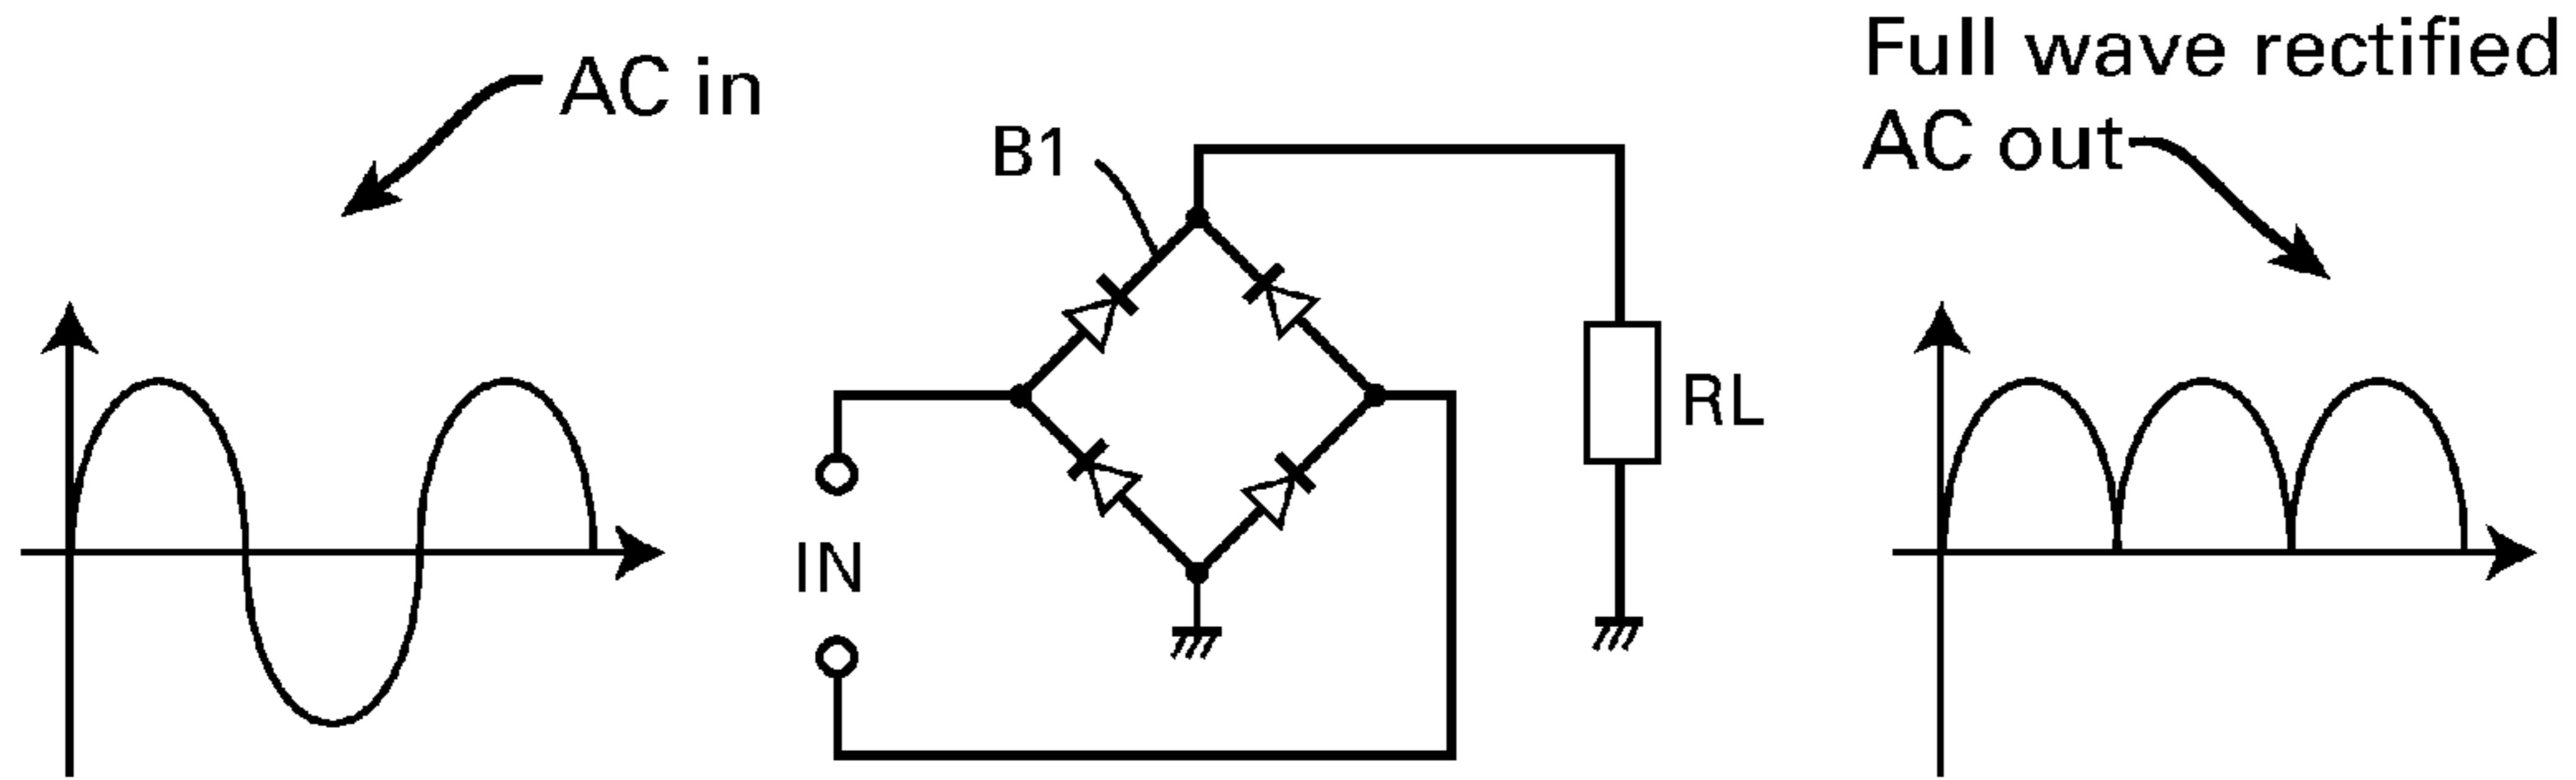 AC in
B1
IN
RL
Full wave rectified
AC out